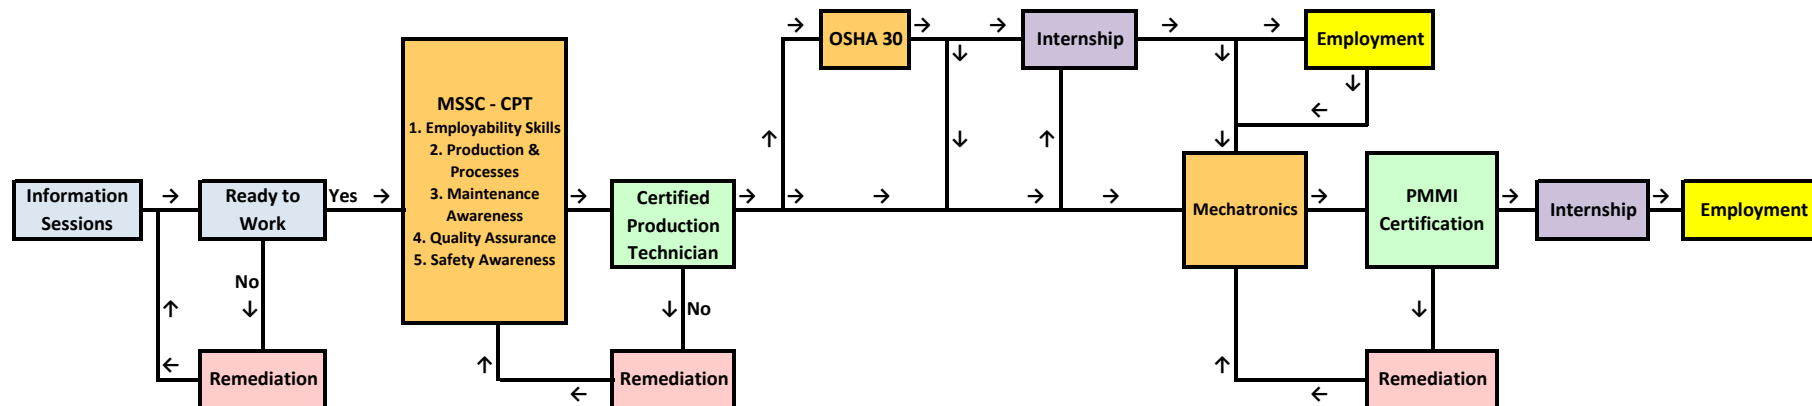 OSHA 30
Internship
Employment
MSSC - CPT
1. Employability Skills
2. Production &
Processes
3. Maintenance
Awareness
4. Quality Assurance
5. Safety Awareness
Information
Sessions
Ready to
Work
Yes
Certified
Production
Technician
Mechatronics
PMMI
Certification
Internship
Employment
No
No
Remediation
Remediation
Remediation